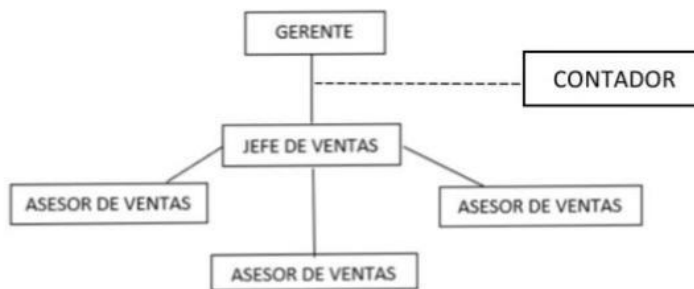 GERENTE
CONTADOR
JEFE DE VENTAS
ASESOR DE VENTAS
ASESOR DE VENTAS
ASESOR DE VENTAS